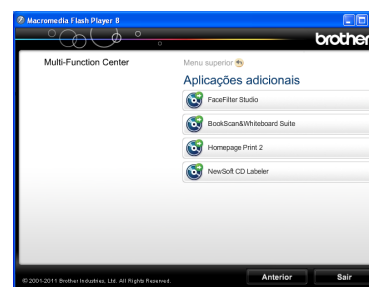 Macromedia Flash Player 8
brother
Multi-Function Center
Menu superior
Aplicações adicionais
FaceFilter Studio
BookScan&Whiteboard Suite
Homepage Print 2
NewSoft CD Labeler
© 2001-2011 Brother Industries, Ltd. All Rights Reserved.
Anterior
Sair